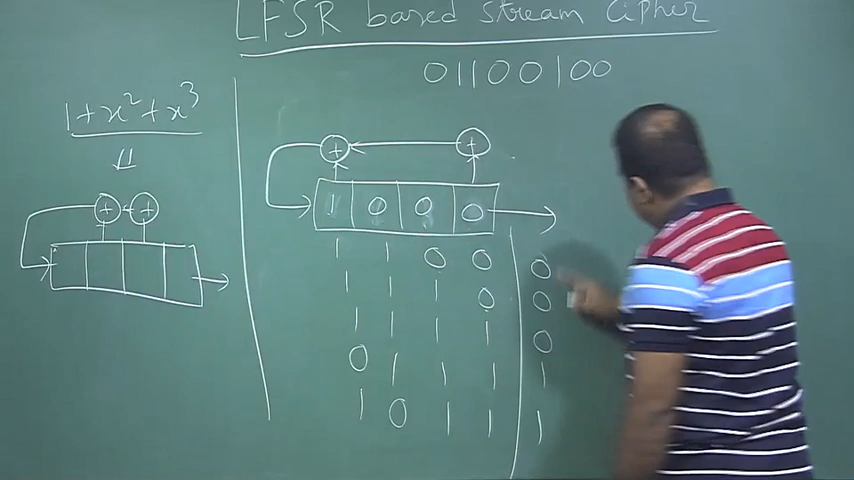 LFSR based stream Cipher
01100100
1+x²+x³
+ +
+ +
1 0 0 0
1 1 0 0 0
1 1 1 0 0
1 1 1 1 0
0 1 1 1 1
1 0 1 1 1